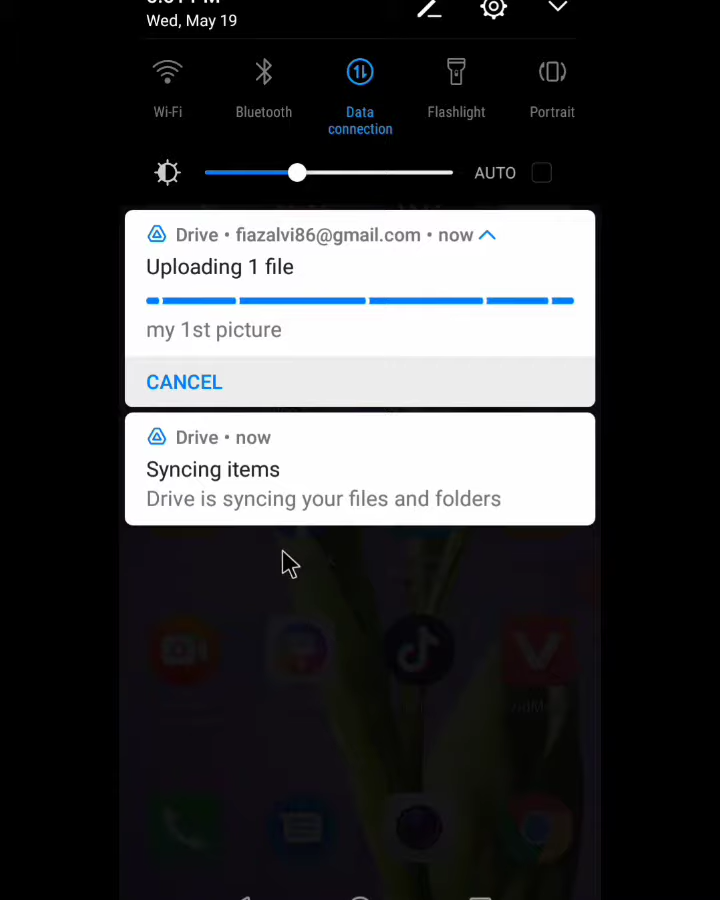 Wed, May 19
Wi-Fi
Bluetooth
Data
connection
Flashlight
Portrait
AUTO
Drive • fiazalvi86@gmail.com • now
Uploading 1 file
my 1st picture
CANCEL
Drive • now
Syncing items
Drive is syncing your files and folders